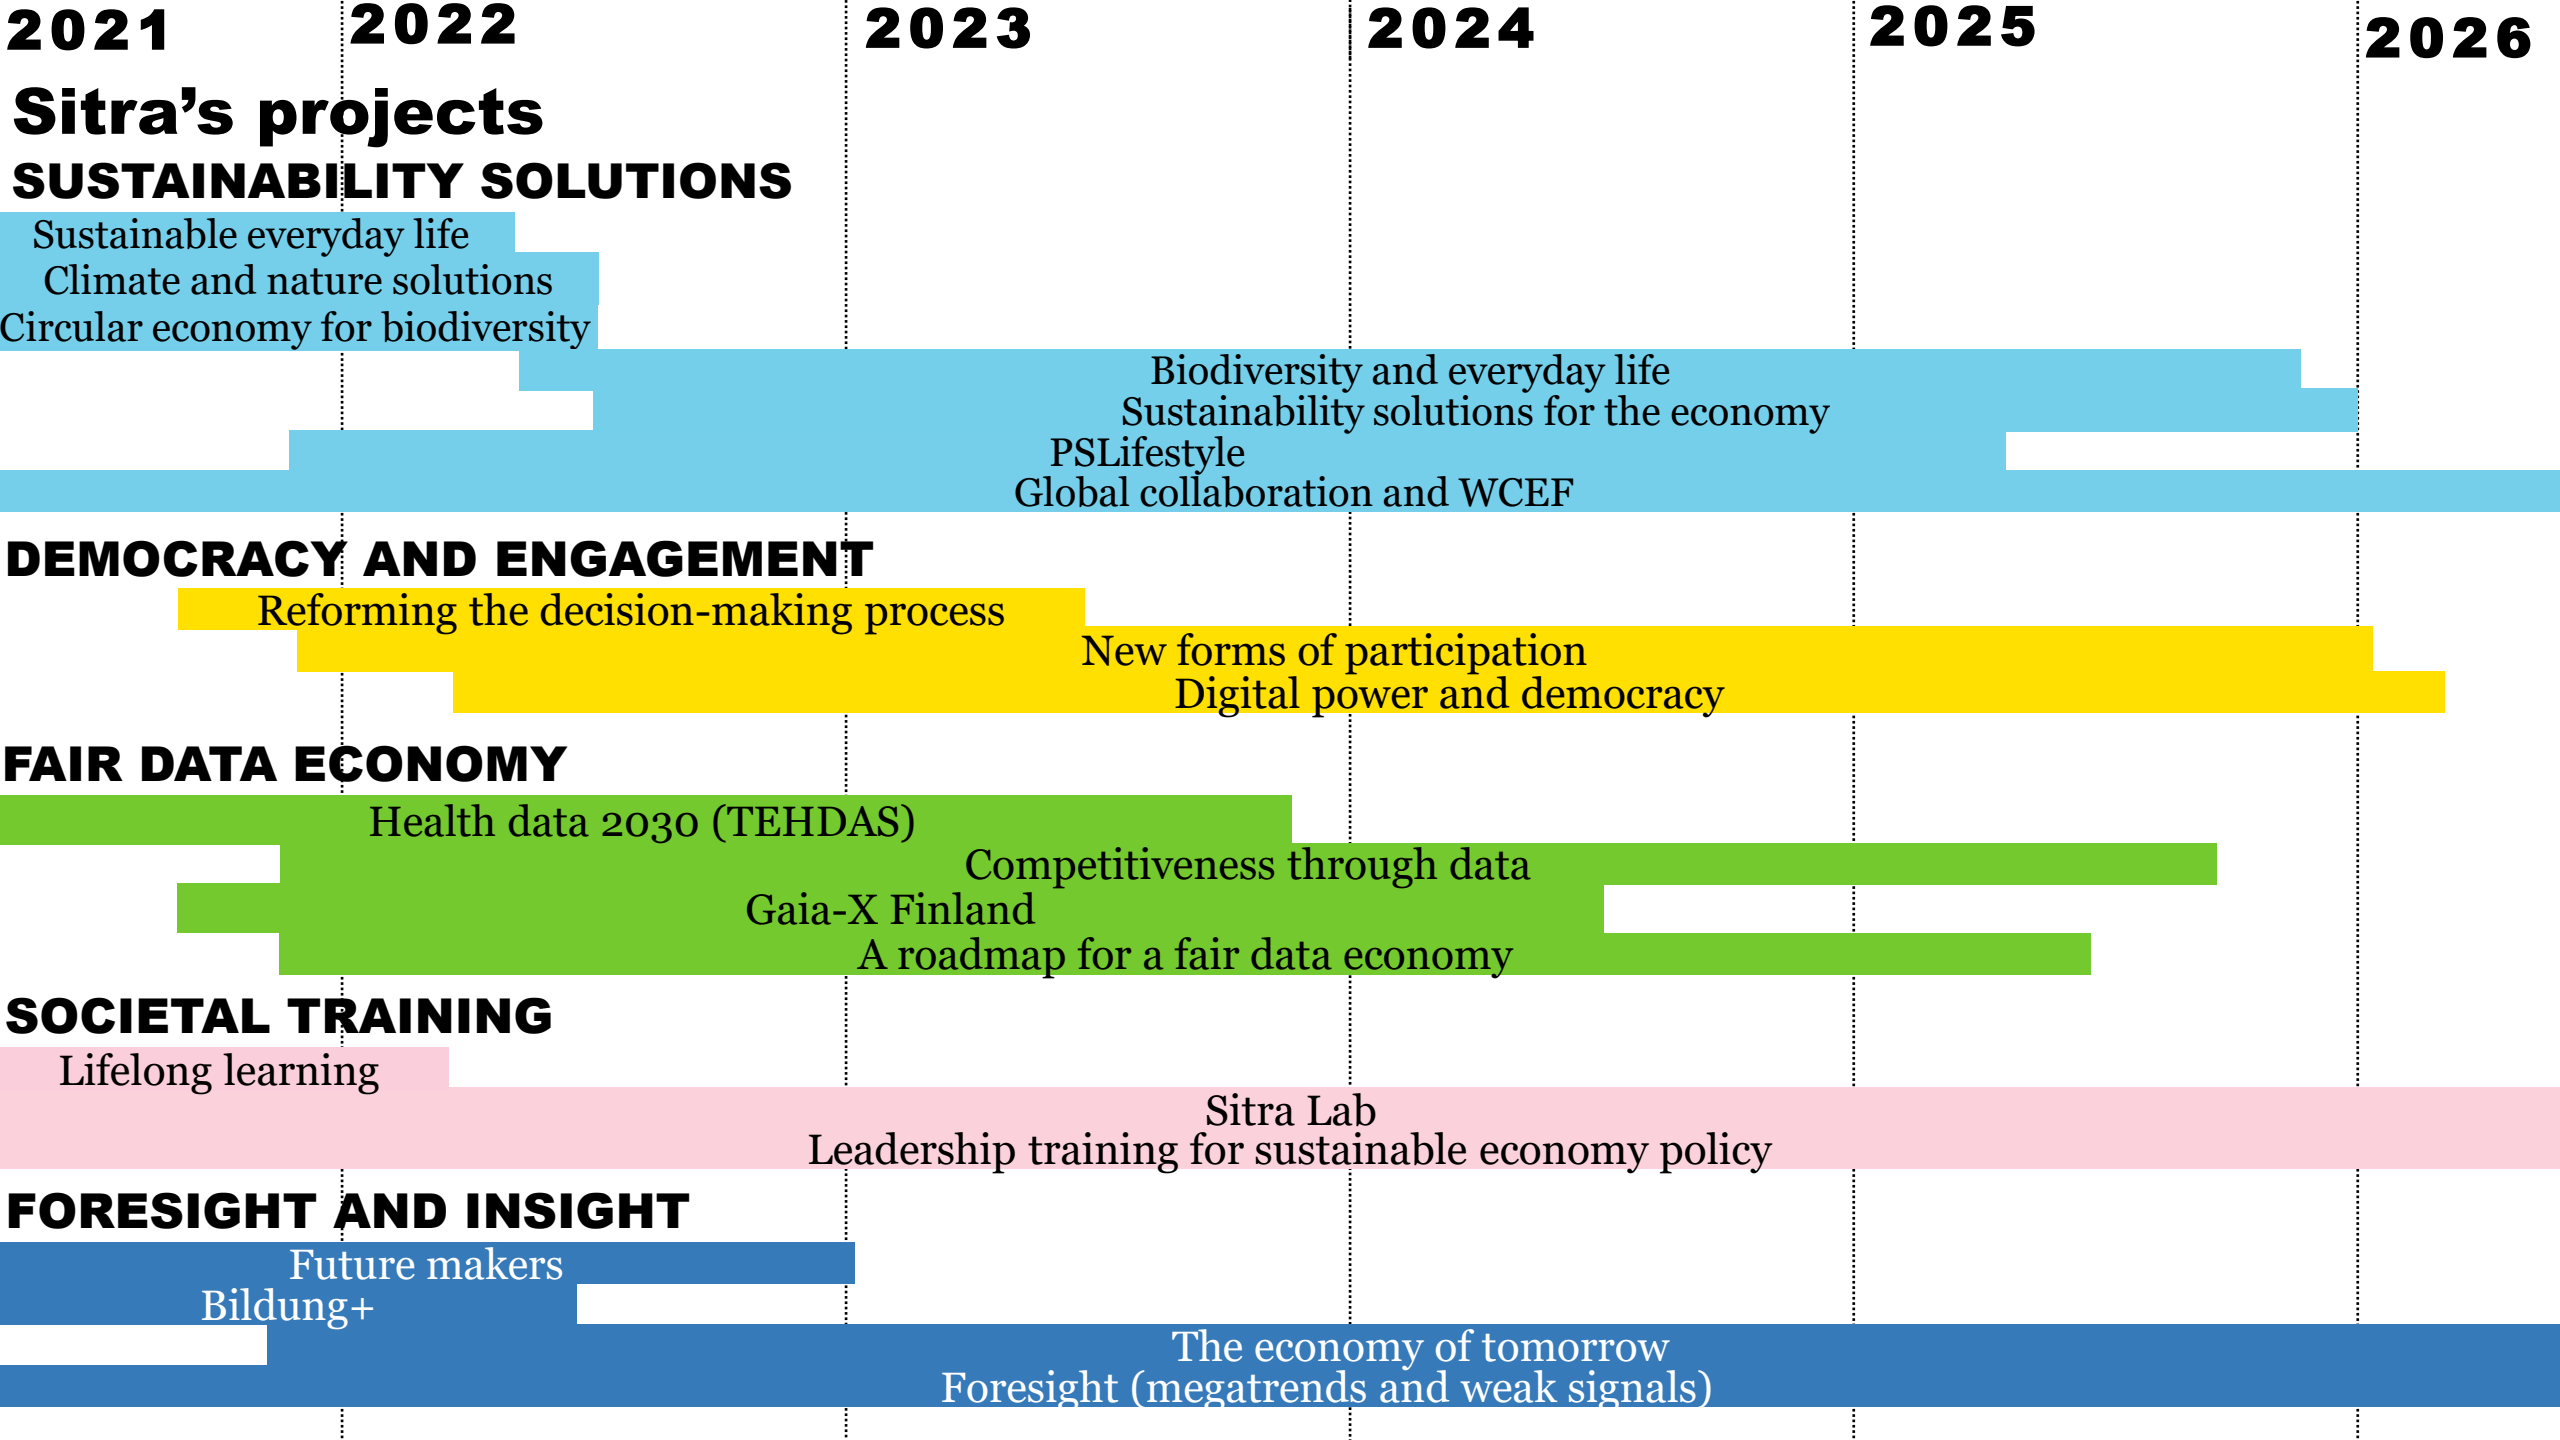 2021 2022 2023 2024 2025 2026
Sitra’s projects
SUSTAINABILITY SOLUTIONS
Sustainable everyday life
Climate and nature solutions
Circular economy for biodiversity
Biodiversity and everyday life
Sustainability solutions for the economy
PSLifestyle
Global collaboration and WCEF
DEMOCRACY AND ENGAGEMENT
Reforming the decision-making process
New forms of participation
Digital power and democracy
FAIR DATA ECONOMY
Health data 2030 (TEHDAS)
Competitiveness through data
Gaia-X Finland
A roadmap for a fair data economy
SOCIETAL TRAINING
Lifelong learning
Sitra Lab
Leadership training for sustainable economy policy
FORESIGHT AND INSIGHT
Future makers
Bildung+
The economy of tomorrow
Foresight (megatrends and weak signals)